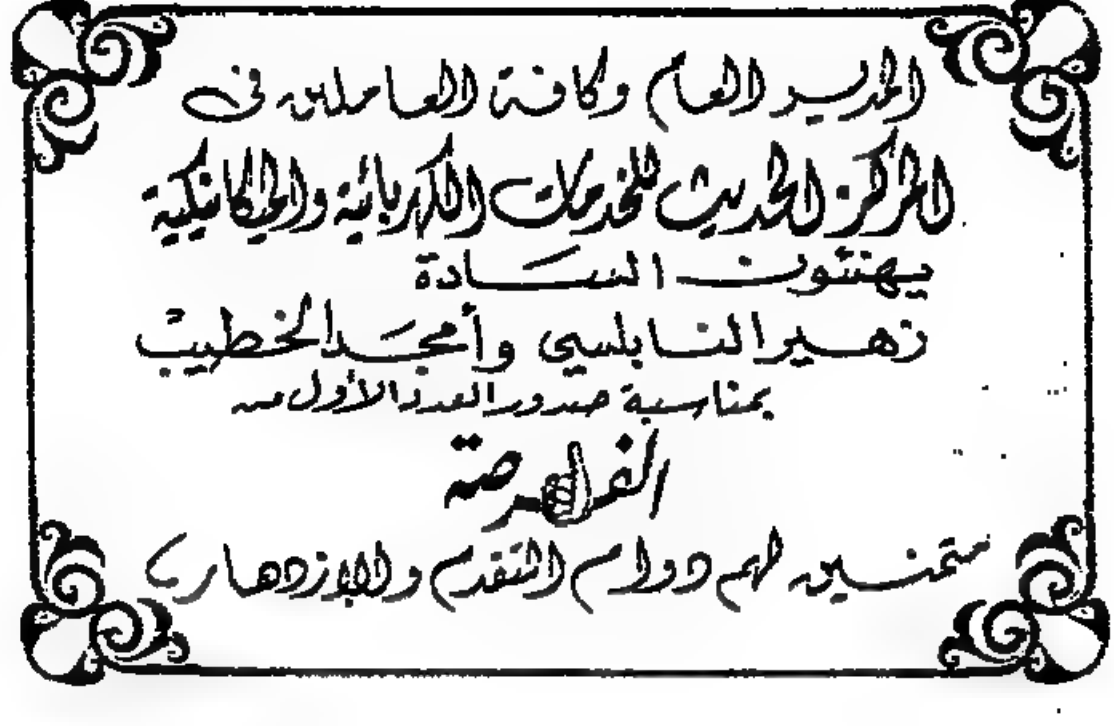 المدير العام وكافة العاملين في
المركز الحديث للخدمات الكهربائية والميكانيكية
يهنئون السادة
زهير النابلسي وأمجد الخطيب
بمناسبة صدور العدد الأول من
الفرصة
متمنين لهم دوام التقدم والازدهار